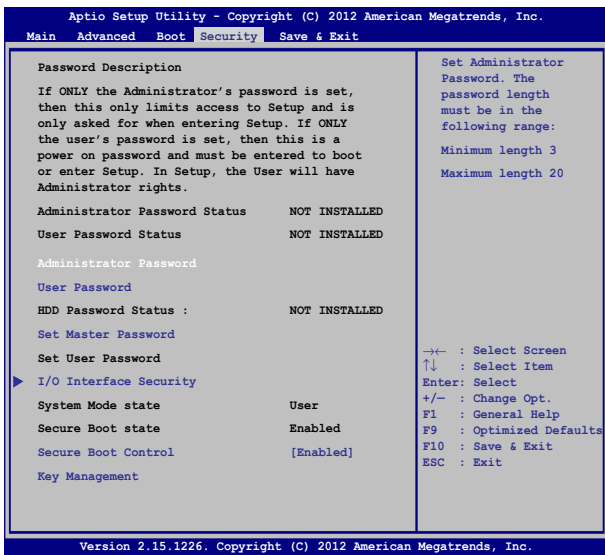 Aptio Setup Utility - Copyright (C) 2012 American Megatrends, Inc.
Main Advanced Boot Security Save & Exit
Password Description
If ONLY the Administrator's password is set,
then this only limits access to Setup and is
only asked for when entering Setup. If ONLY
the user's password is set, then this is a
power on password and must be entered to boot
or enter Setup. In Setup, the User will have
Administrator rights.
Administrator Password Status NOT INSTALLED
User Password Status NOT INSTALLED
Administrator Password
User Password
HDD Password Status : NOT INSTALLED
Set Master Password
Set User Password
I/O Interface Security
System Mode state User
Secure Boot state Enabled
Secure Boot Control [Enabled]
Key Management
Set Administrator
Password. The
password length
must be in the
following range:
Minimum length 3
Maximum length 20
→← : Select Screen
↑↓ : Select Item
Enter: Select
+/— : Change Opt.
F1 : General Help
F9 : Optimized Defaults
F10 : Save & Exit
ESC : Exit
Version 2.15.1226. Copyright (C) 2012 American Megatrends, Inc.